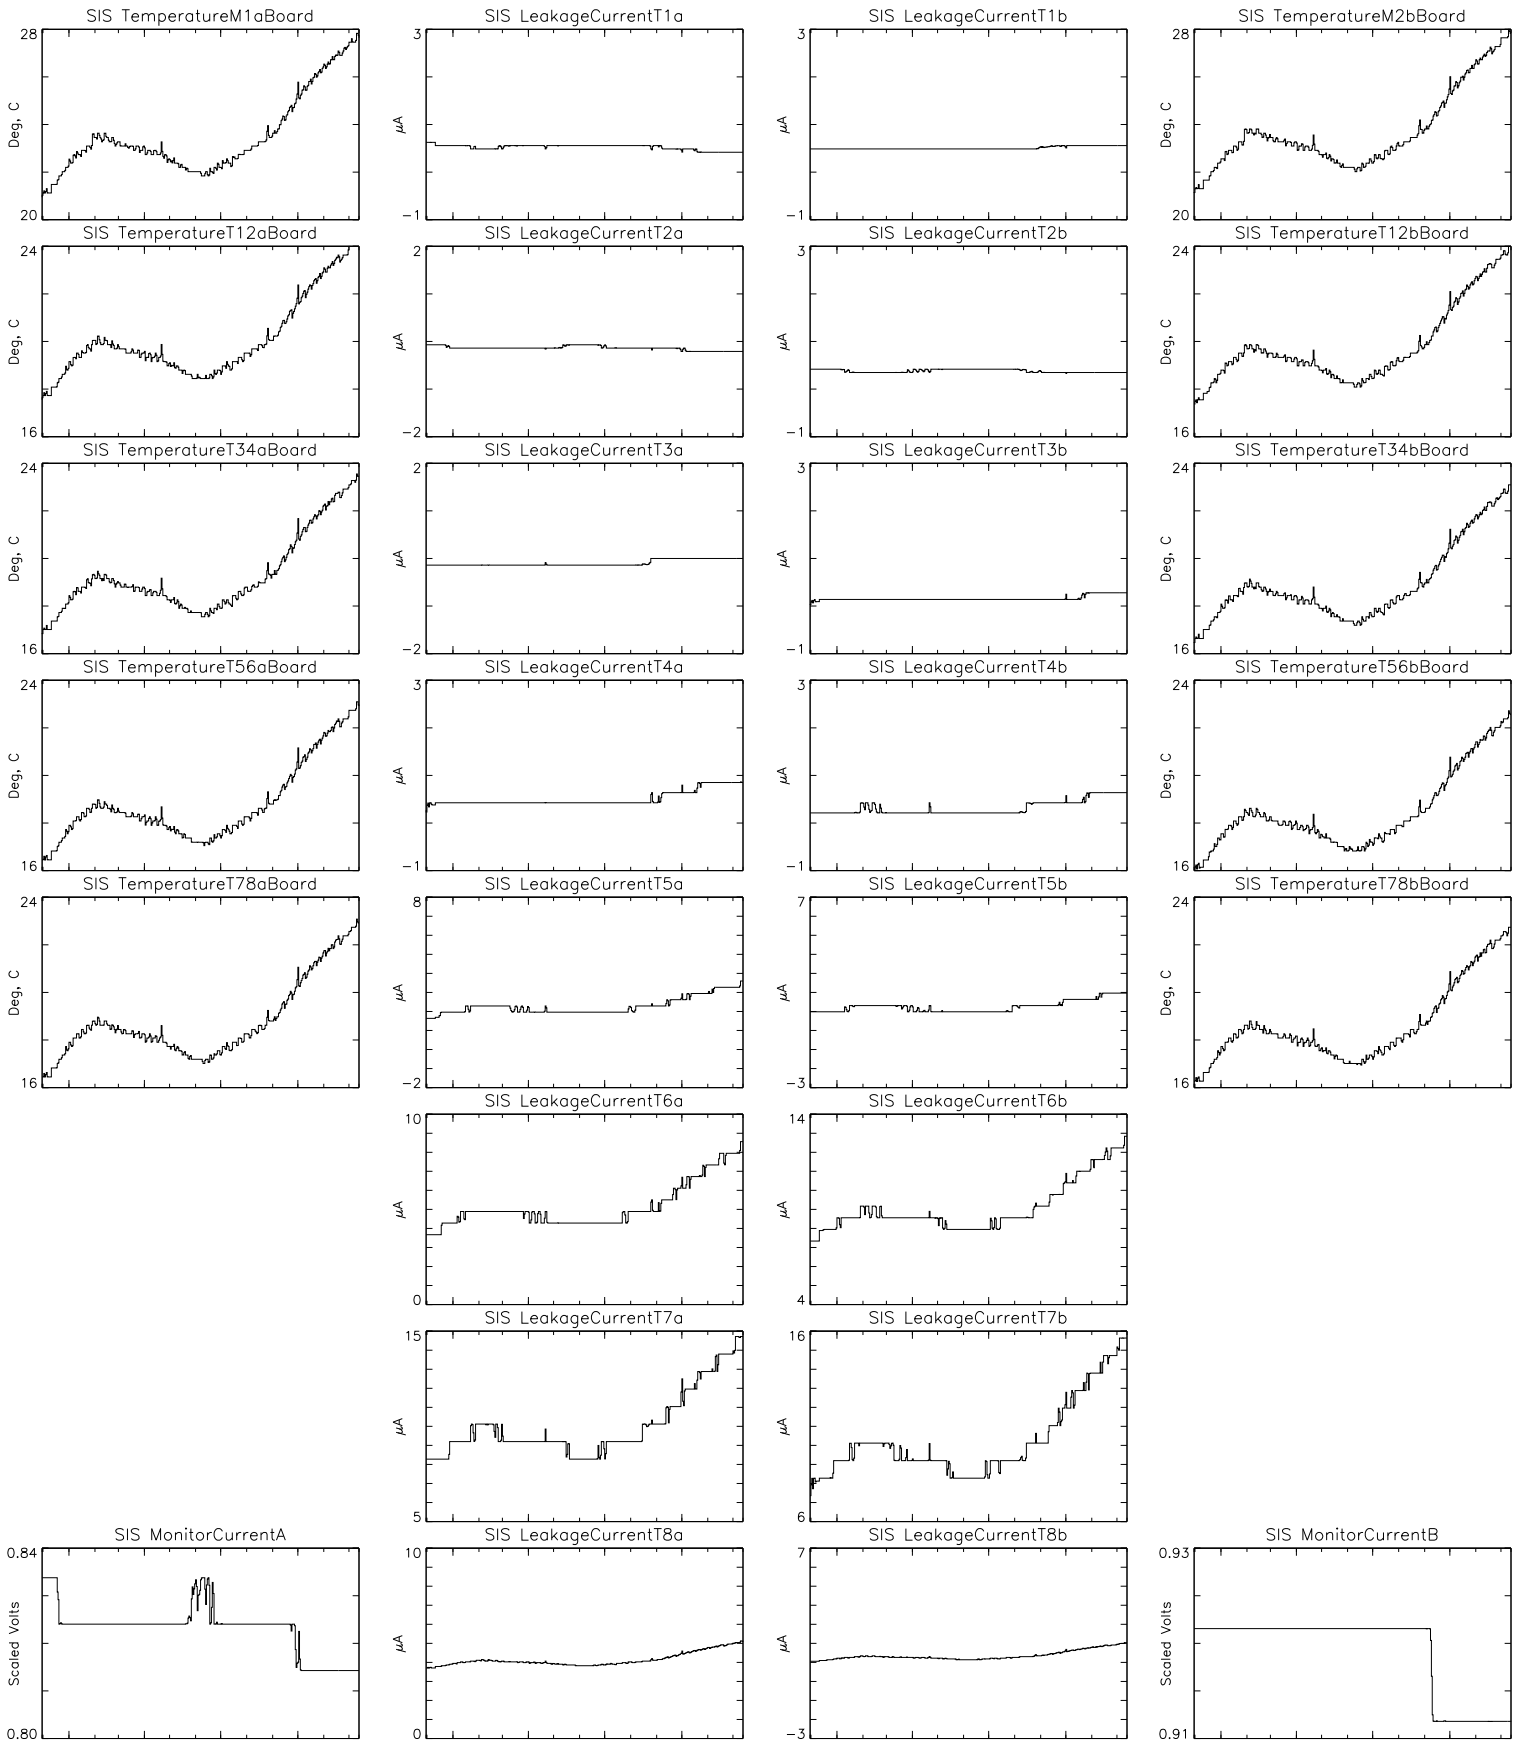 SIS TemperatureM1aBoard
28
Deg, C
20
SIS LeakageCurrentT1a
3
μA
-1
SIS LeakageCurrentT1b
3
μA
-1
SIS TemperatureM2bBoard
28
Deg, C
20
SIS TemperatureT12aBoard
24
Deg, C
16
SIS LeakageCurrentT2a
2
μA
-2
SIS LeakageCurrentT2b
3
μA
-1
SIS TemperatureT12bBoard
24
Deg, C
16
SIS TemperatureT34aBoard
24
Deg, C
16
SIS LeakageCurrentT3a
2
μA
-2
SIS LeakageCurrentT3b
3
μA
-1
SIS TemperatureT34bBoard
24
Deg, C
16
SIS TemperatureT56aBoard
24
Deg, C
16
SIS LeakageCurrentT4a
3
μA
-1
SIS LeakageCurrentT4b
3
μA
-1
SIS TemperatureT56bBoard
24
Deg, C
16
SIS TemperatureT78aBoard
24
Deg, C
16
SIS LeakageCurrentT5a
8
μA
-2
SIS LeakageCurrentT5b
7
μA
-3
SIS TemperatureT78bBoard
24
Deg, C
16
SIS LeakageCurrentT6a
10
μA
0
SIS LeakageCurrentT6b
14
μA
4
SIS LeakageCurrentT7a
15
μA
5
SIS LeakageCurrentT7b
16
μA
6
SIS MonitorCurrentA
0.84
Scaled Volts
0.80
SIS LeakageCurrentT8a
10
μA
0
SIS LeakageCurrentT8b
7
μA
-3
SIS MonitorCurrentB
0.93
Scaled Volts
0.91